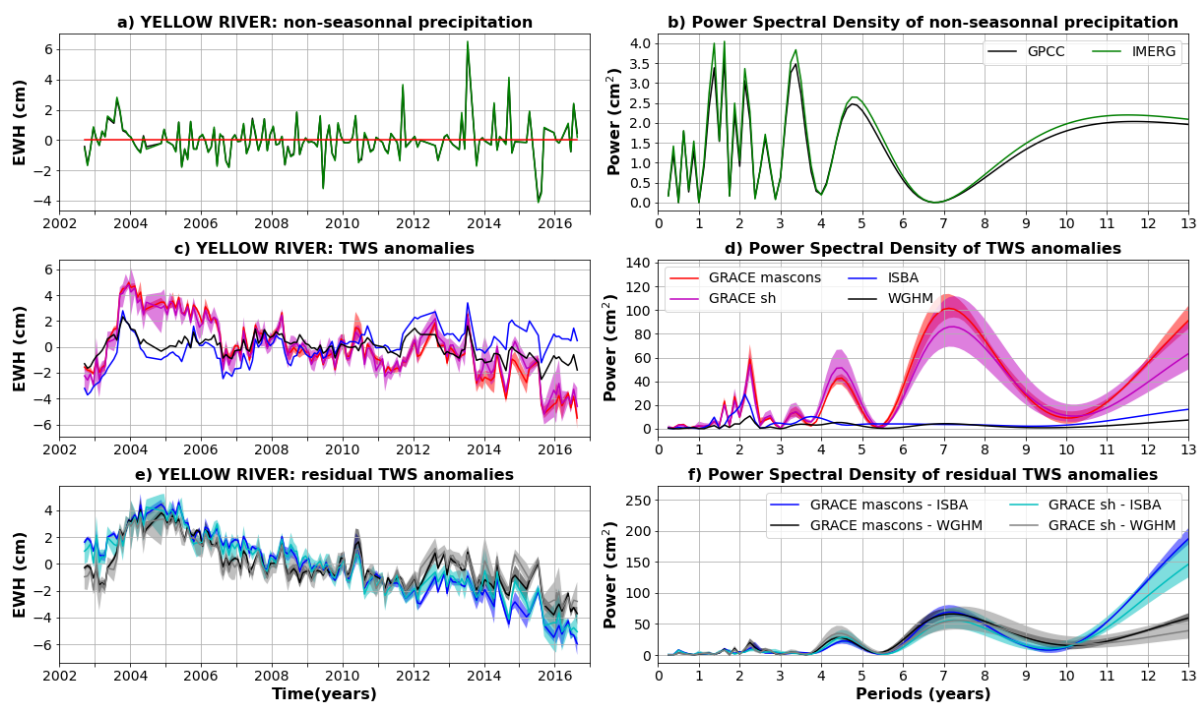 a) YELLOW RIVER: non-seasonnal precipitation
EWH (cm)
6
4
2
0
−2
−4
2002 2004 2006 2008 2010 2012 2014 2016
b) Power Spectral Density of non-seasonnal precipitation
GPCC IMERG
Power (cm²)
4.0
3.5
3.0
2.5
2.0
1.5
1.0
0.5
0.0
0 1 2 3 4 5 6 7 8 9 10 11 12 13
c) YELLOW RIVER: TWS anomalies
EWH (cm)
6
4
2
0
−2
−4
−6
2002 2004 2006 2008 2010 2012 2014 2016
d) Power Spectral Density of TWS anomalies
GRACE mascons ISBA
GRACE sh WGHM
Power (cm²)
140
120
100
80
60
40
20
0
0 1 2 3 4 5 6 7 8 9 10 11 12 13
e) YELLOW RIVER: residual TWS anomalies
EWH (cm)
4
2
0
−2
−4
−6
2002 2004 2006 2008 2010 2012 2014 2016
Time(years)
f) Power Spectral Density of residual TWS anomalies
GRACE mascons - ISBA GRACE sh - ISBA
GRACE mascons - WGHM GRACE sh - WGHM
Power (cm²)
250
200
150
100
50
0
0 1 2 3 4 5 6 7 8 9 10 11 12 13
Periods (years)